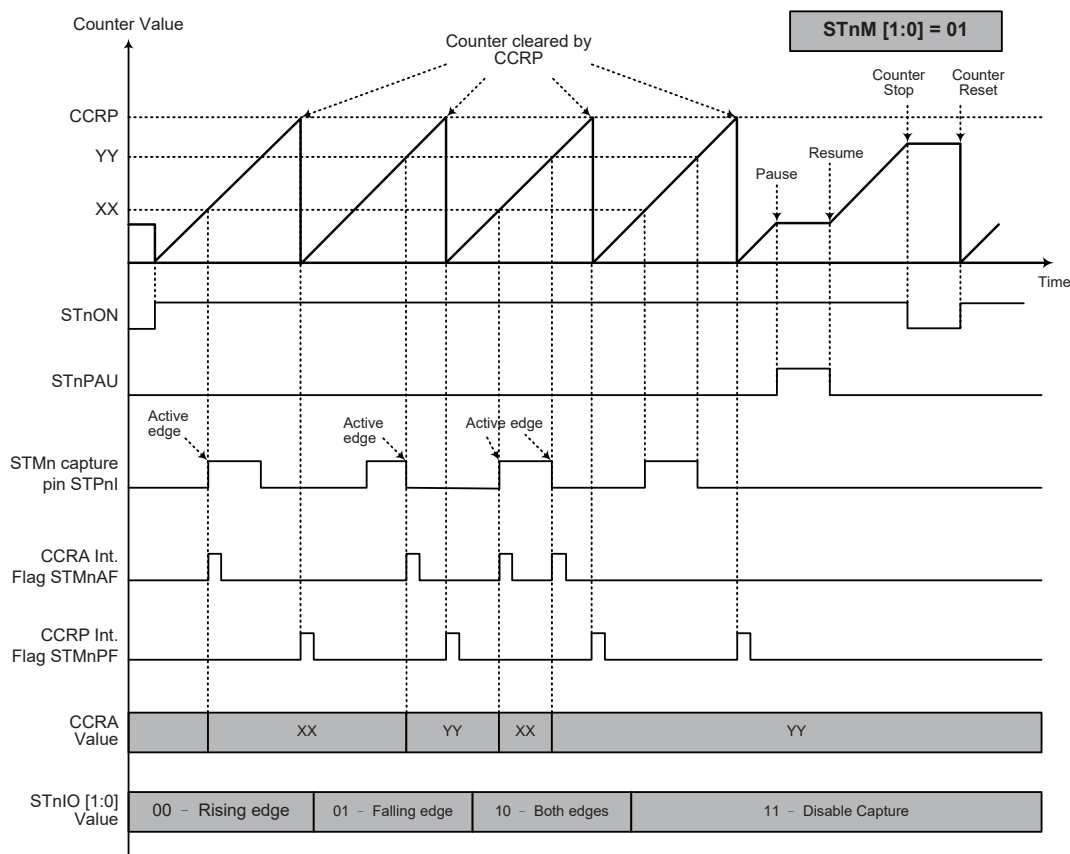 Counter Value
Counter cleared by
CCRP
STnM [1:0] = 01
Counter
Stop
Counter
Reset
CCRP
YY
XX
Pause
Resume
Time
STnON
STnPAU
Active
edge
Active
edge
Active edge
STMn capture
pin STPnI
CCRA Int.
Flag STMnAF
CCRP Int.
Flag STMnPF
CCRA
Value
XX
YY
XX
YY
STnIO [1:0]
Value
00 – Rising edge
01 – Falling edge
10 – Both edges
11 – Disable Capture